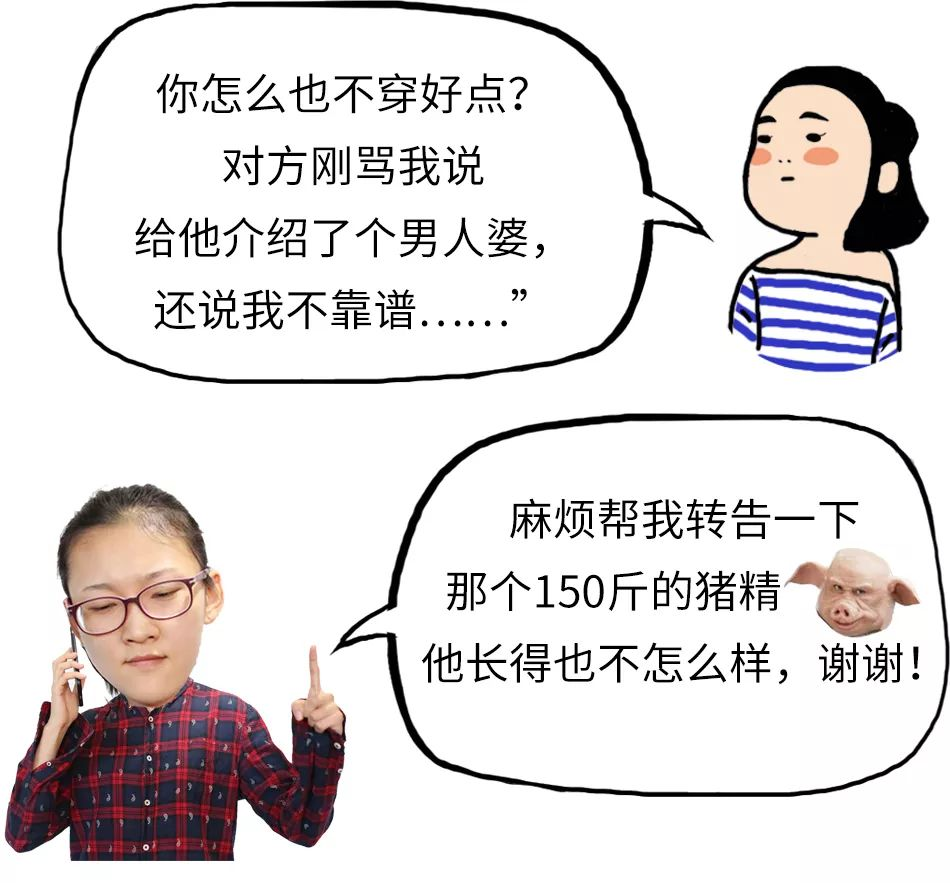 你怎么也不穿好点？
对方刚骂我说
给他介绍了个男人婆，
还说我不靠谱……”
麻烦帮我转告一下
那个150斤的猪精
他长得也不怎么样，谢谢！